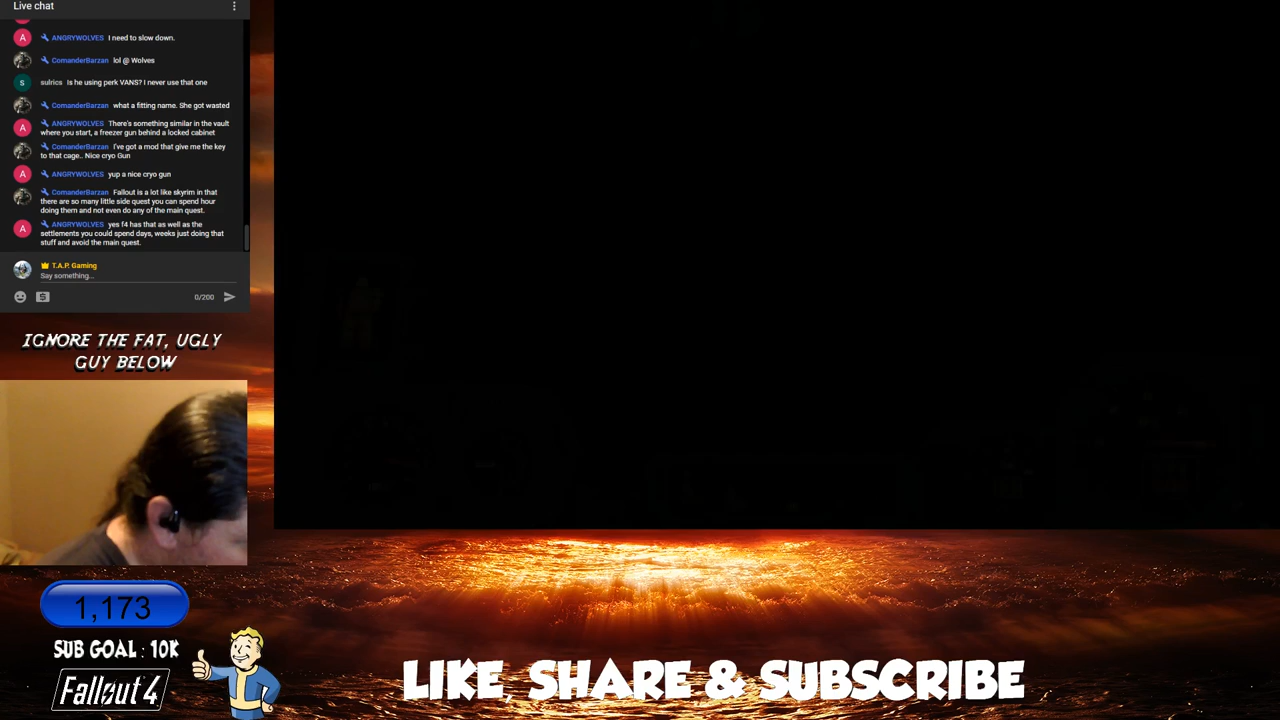 Live chat
A ANGRYWOLVES I need to slow down.
ComanderBarzan lol @ Wolves
s sulrics Is he using perk VANS? I never use that one
ComanderBarzan what a fitting name. She got wasted
A ANGRYWOLVES There's something similar in the vault
where you start, a freezer gun behind a locked cabinet
ComanderBarzan I've got a mod that give me the key
to that cage.. Nice cryo Gun
A ANGRYWOLVES yup a nice cryo gun
ComanderBarzan Fallout is a lot like skyrim in that
there are so many little side quest you can spend hour
doing them and not even do any of the main quest.
A ANGRYWOLVES yes f4 has that as well as the
settlements you could spend days, weeks just doing that
stuff and avoid the main quest.
T.A.P. Gaming
Say something...
0/200
IGNORE THE FAT, UGLY
GUY BELOW
1,173
SUB GOAL : 10K
Fallout 4
LIKE, SHARE & SUBSCRIBE